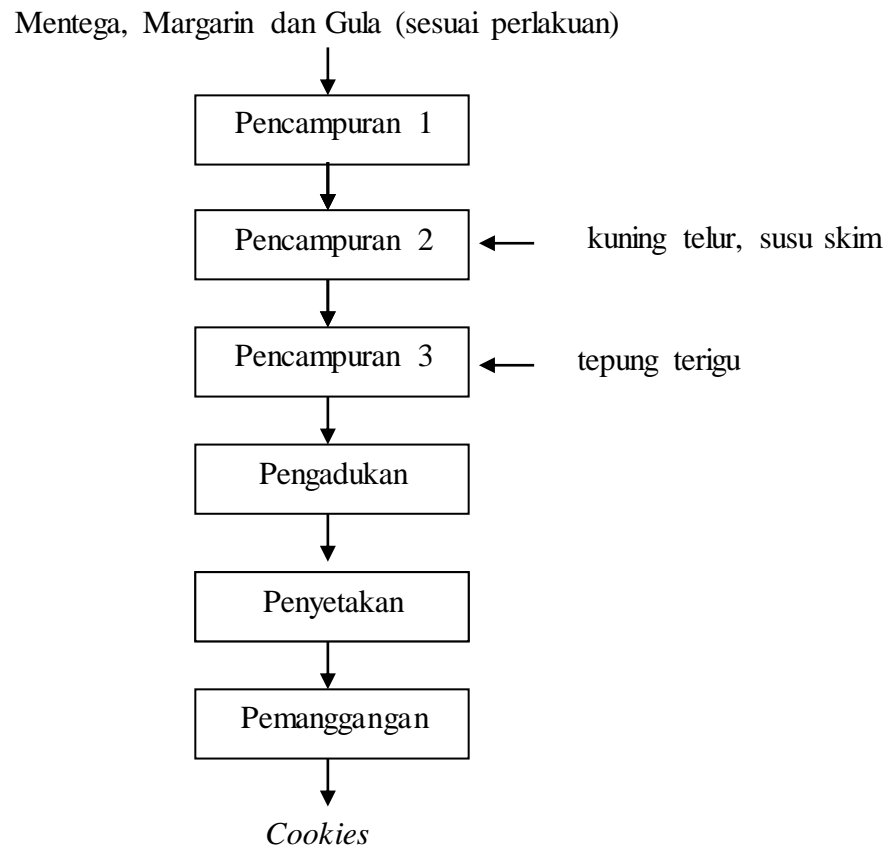 Mentega, Margarin dan Gula (sesuai perlakuan)
Pencampuran 1
Pencampuran 2
kuning telur, susu skim
Pencampuran 3
tepung terigu
Pengadukan
Penyetakan
Pemanggangan
Cookies